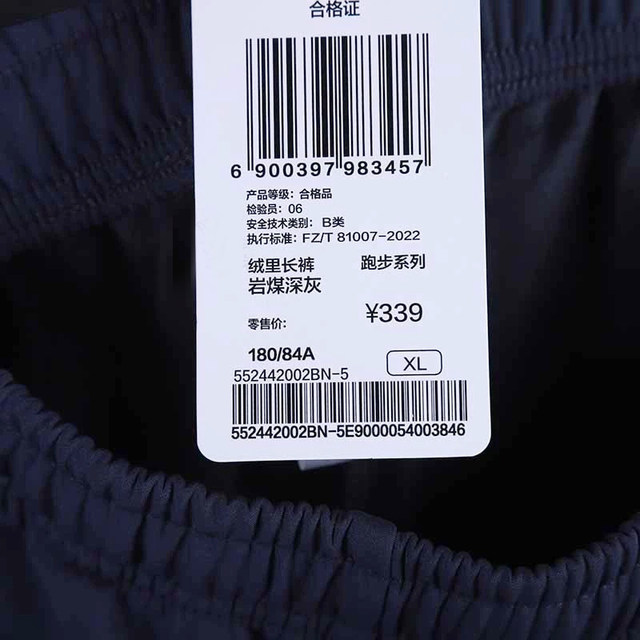 合格证
6 900397 983457
产品等级：合格品
检验员：06
安全技术类别： B类
执行标准：FZ/T 81007-2022
绒里长裤 跑步系列
岩煤深灰
零售价： ¥339
180/84A XL
552442002BN-5
552442002BN-5E9000054003846